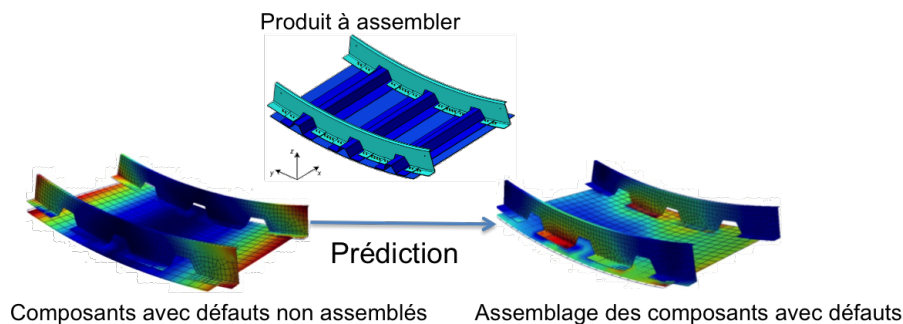 Produit à assembler
z
y
x
Prédiction
Composants avec défauts non assemblés
Assemblage des composants avec défauts